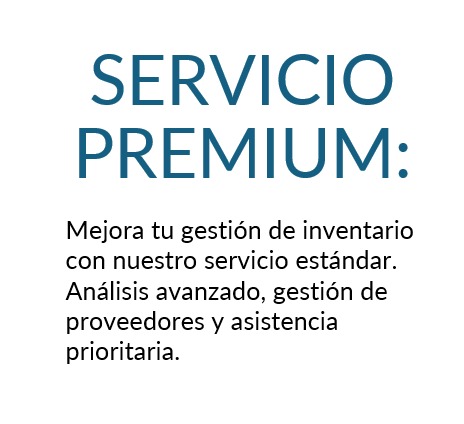 SERVICIO
PREMIUM:
Mejora tu gestión de inventario
con nuestro servicio estándar.
Análisis avanzado, gestión de
proveedores y asistencia
prioritaria.